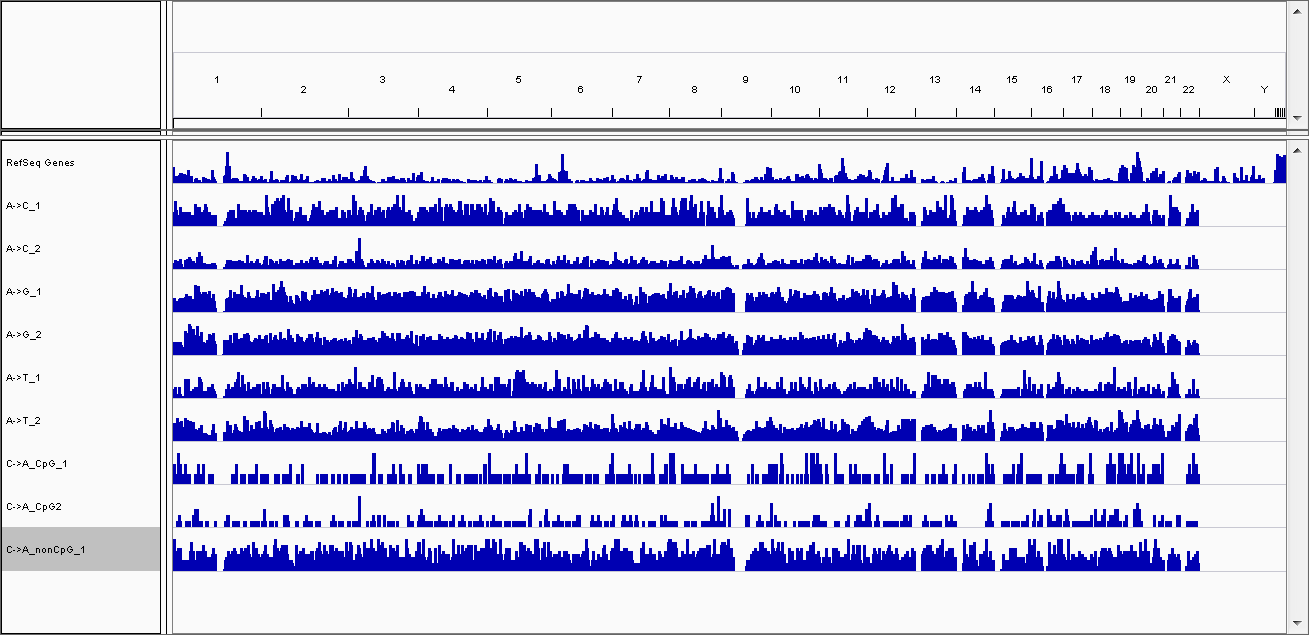 1 3 5 7 9 11 13 15 17 19 21 X
2 4 6 8 10 12 14 16 18 20 22 Y
RefSeq Genes
A->C_1
A->C_2
A->G_1
A->G_2
A->T_1
A->T_2
C->A_CpG_1
C->A_CpG2
C->A_nonCpG_1